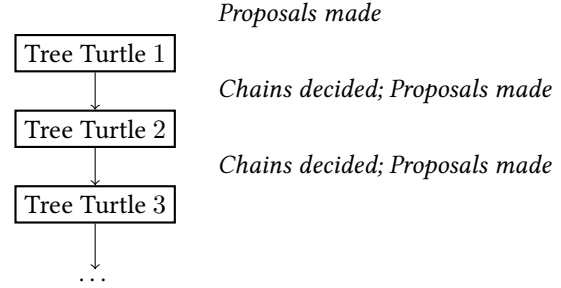 Proposals made
Tree Turtle 1
Chains decided; Proposals made
Tree Turtle 2
Chains decided; Proposals made
Tree Turtle 3
...